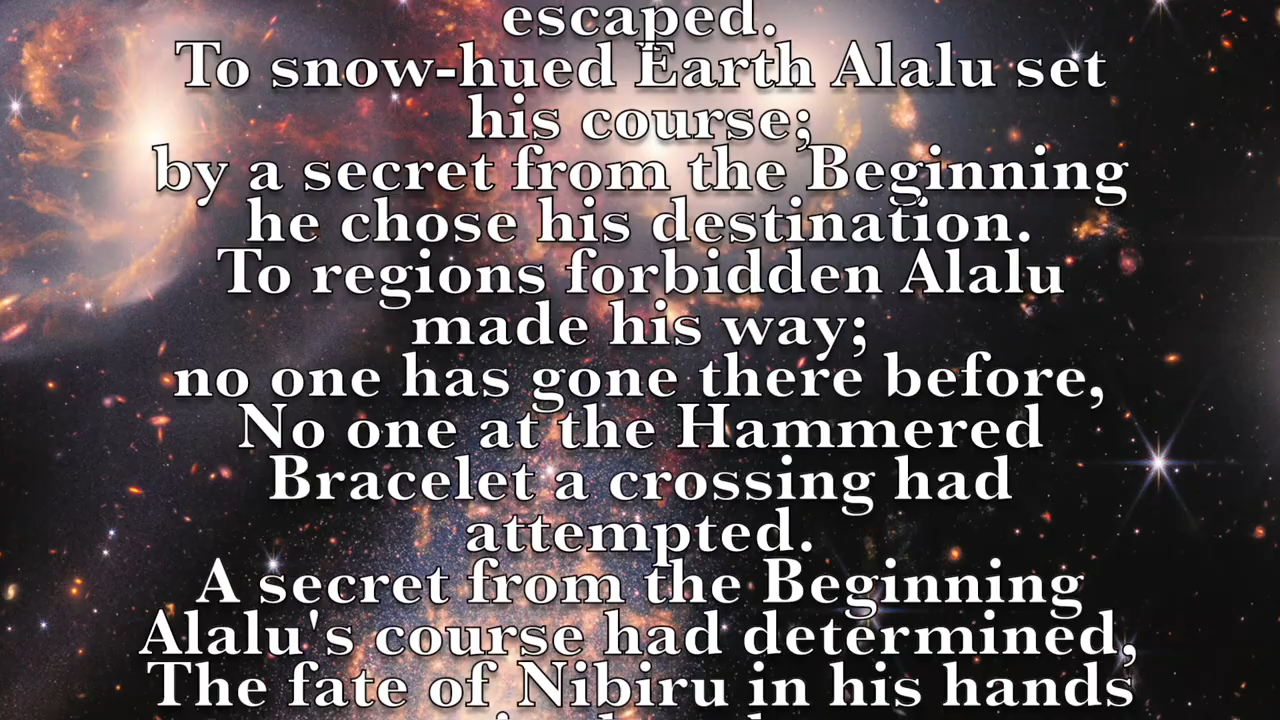 escaped.
To snow-hued Earth Alalu set
his course;
by a secret from the Beginning
he chose his destination.
To regions forbidden Alalu
made his way;
no one has gone there before,
No one at the Hammered
Bracelet a crossing had
attempted.
A secret from the Beginning
Alalu's course had determined,
The fate of Nibiru in his hands